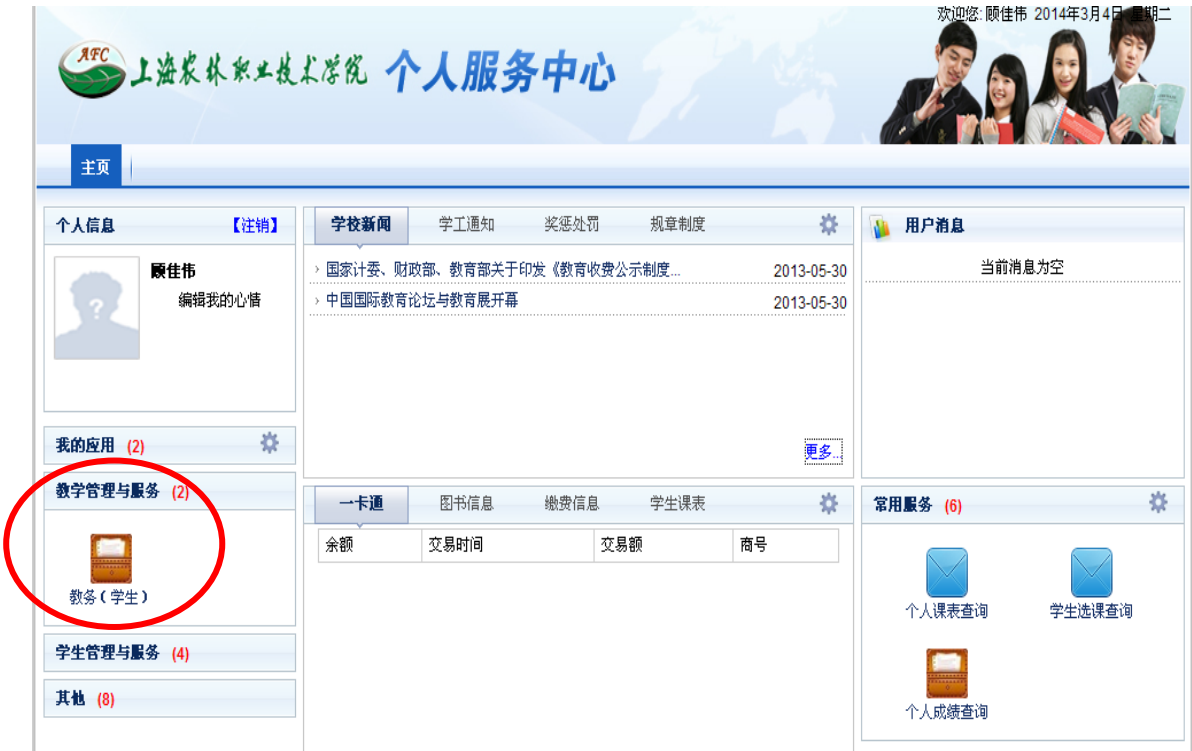 欢迎您: 顾佳伟 2014年3月4日 星期二
AFC
上海农林职业技术学院 个人服务中心
主页
个人信息 【注销】
顾佳伟
编辑我的心情
学校新闻 学工通知 奖惩处罚 规章制度
› 国家计委、财政部、教育部关于印发《教育收费公示制度... 2013-05-30
› 中国国际教育论坛与教育展开幕 2013-05-30
更多..
用户消息
当前消息为空
我的应用 (2)
教学管理与服务 (2)
教务(学生)
学生管理与服务 (4)
其他 (8)
一卡通 图书信息 缴费信息 学生课表
余额 交易时间 交易额 商号
常用服务 (6)
个人课表查询 学生选课查询
个人成绩查询